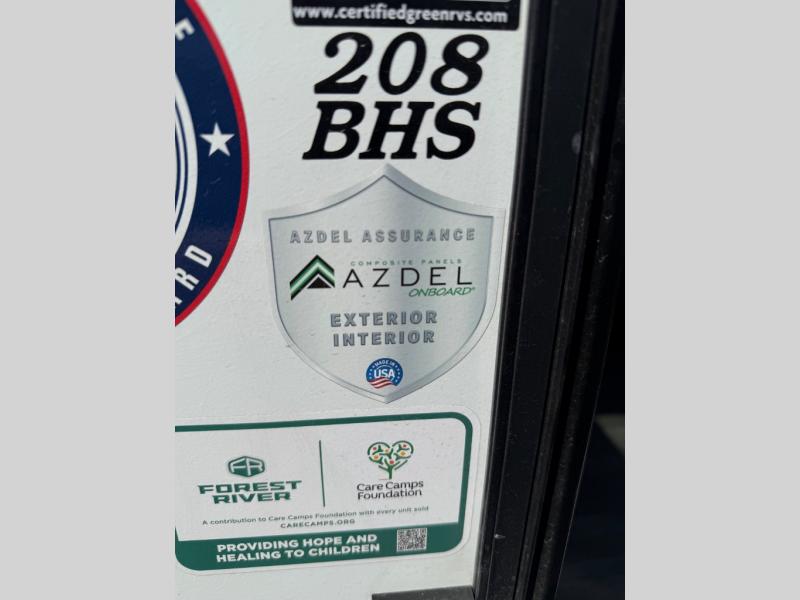 www.certifiedgreenrvs.com
208
BHS
AZDEL ASSURANCE
COMPOSITE PANELS
AZDEL
ONBOARD®
EXTERIOR
INTERIOR
MADE IN
USA
FR
FOREST
RIVER
Care Camps
Foundation
A contribution to Care Camps Foundation with every unit sold
CARECAMPS.ORG
PROVIDING HOPE AND
HEALING TO CHILDREN